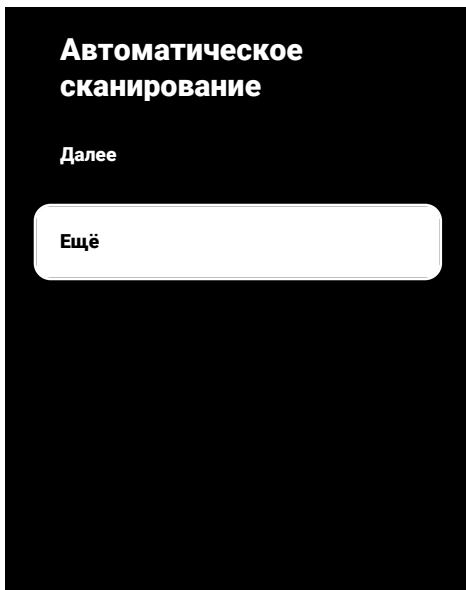 Автоматическое
сканирование
Далее
Ещё